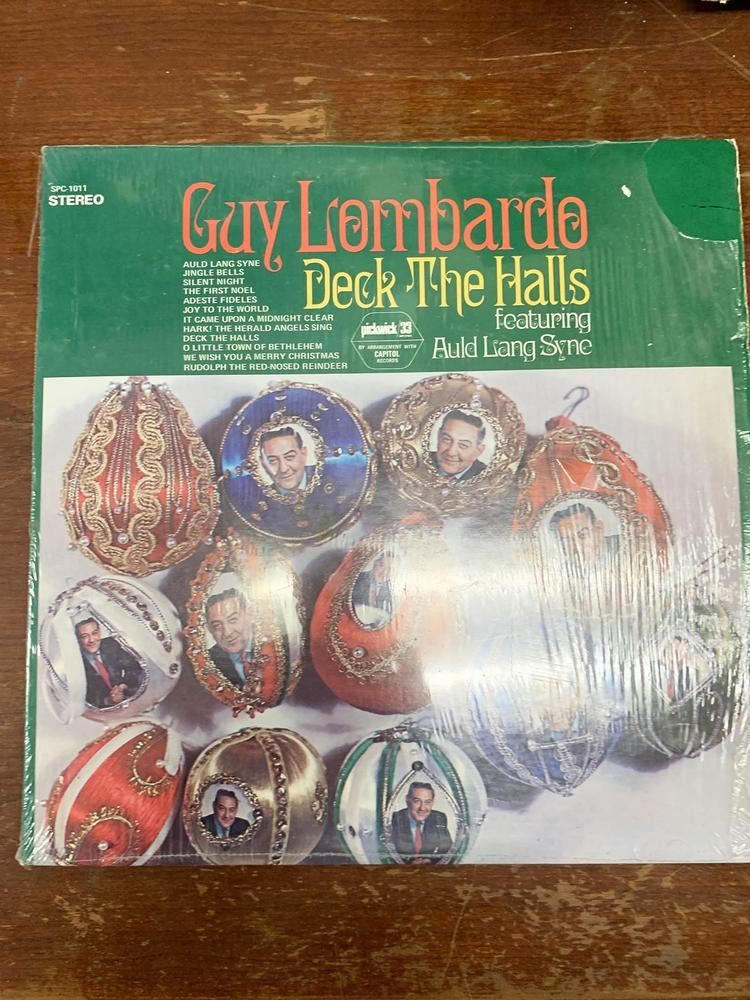 SPC-1011
STEREO
Guy Lombardo
Deck The Halls
featuring
Auld Lang Syne
AULD LANG SYNE
JINGLE BELLS
SILENT NIGHT
THE FIRST NOEL
ADESTE FIDELES
JOY TO THE WORLD
IT CAME UPON A MIDNIGHT CLEAR
HARK! THE HERALD ANGELS SING
DECK THE HALLS
O LITTLE TOWN OF BETHLEHEM
WE WISH YOU A MERRY CHRISTMAS
RUDOLPH THE RED-NOSED REINDEER
pickwick/33
BY ARRANGEMENT WITH
CAPITOL
RECORDS